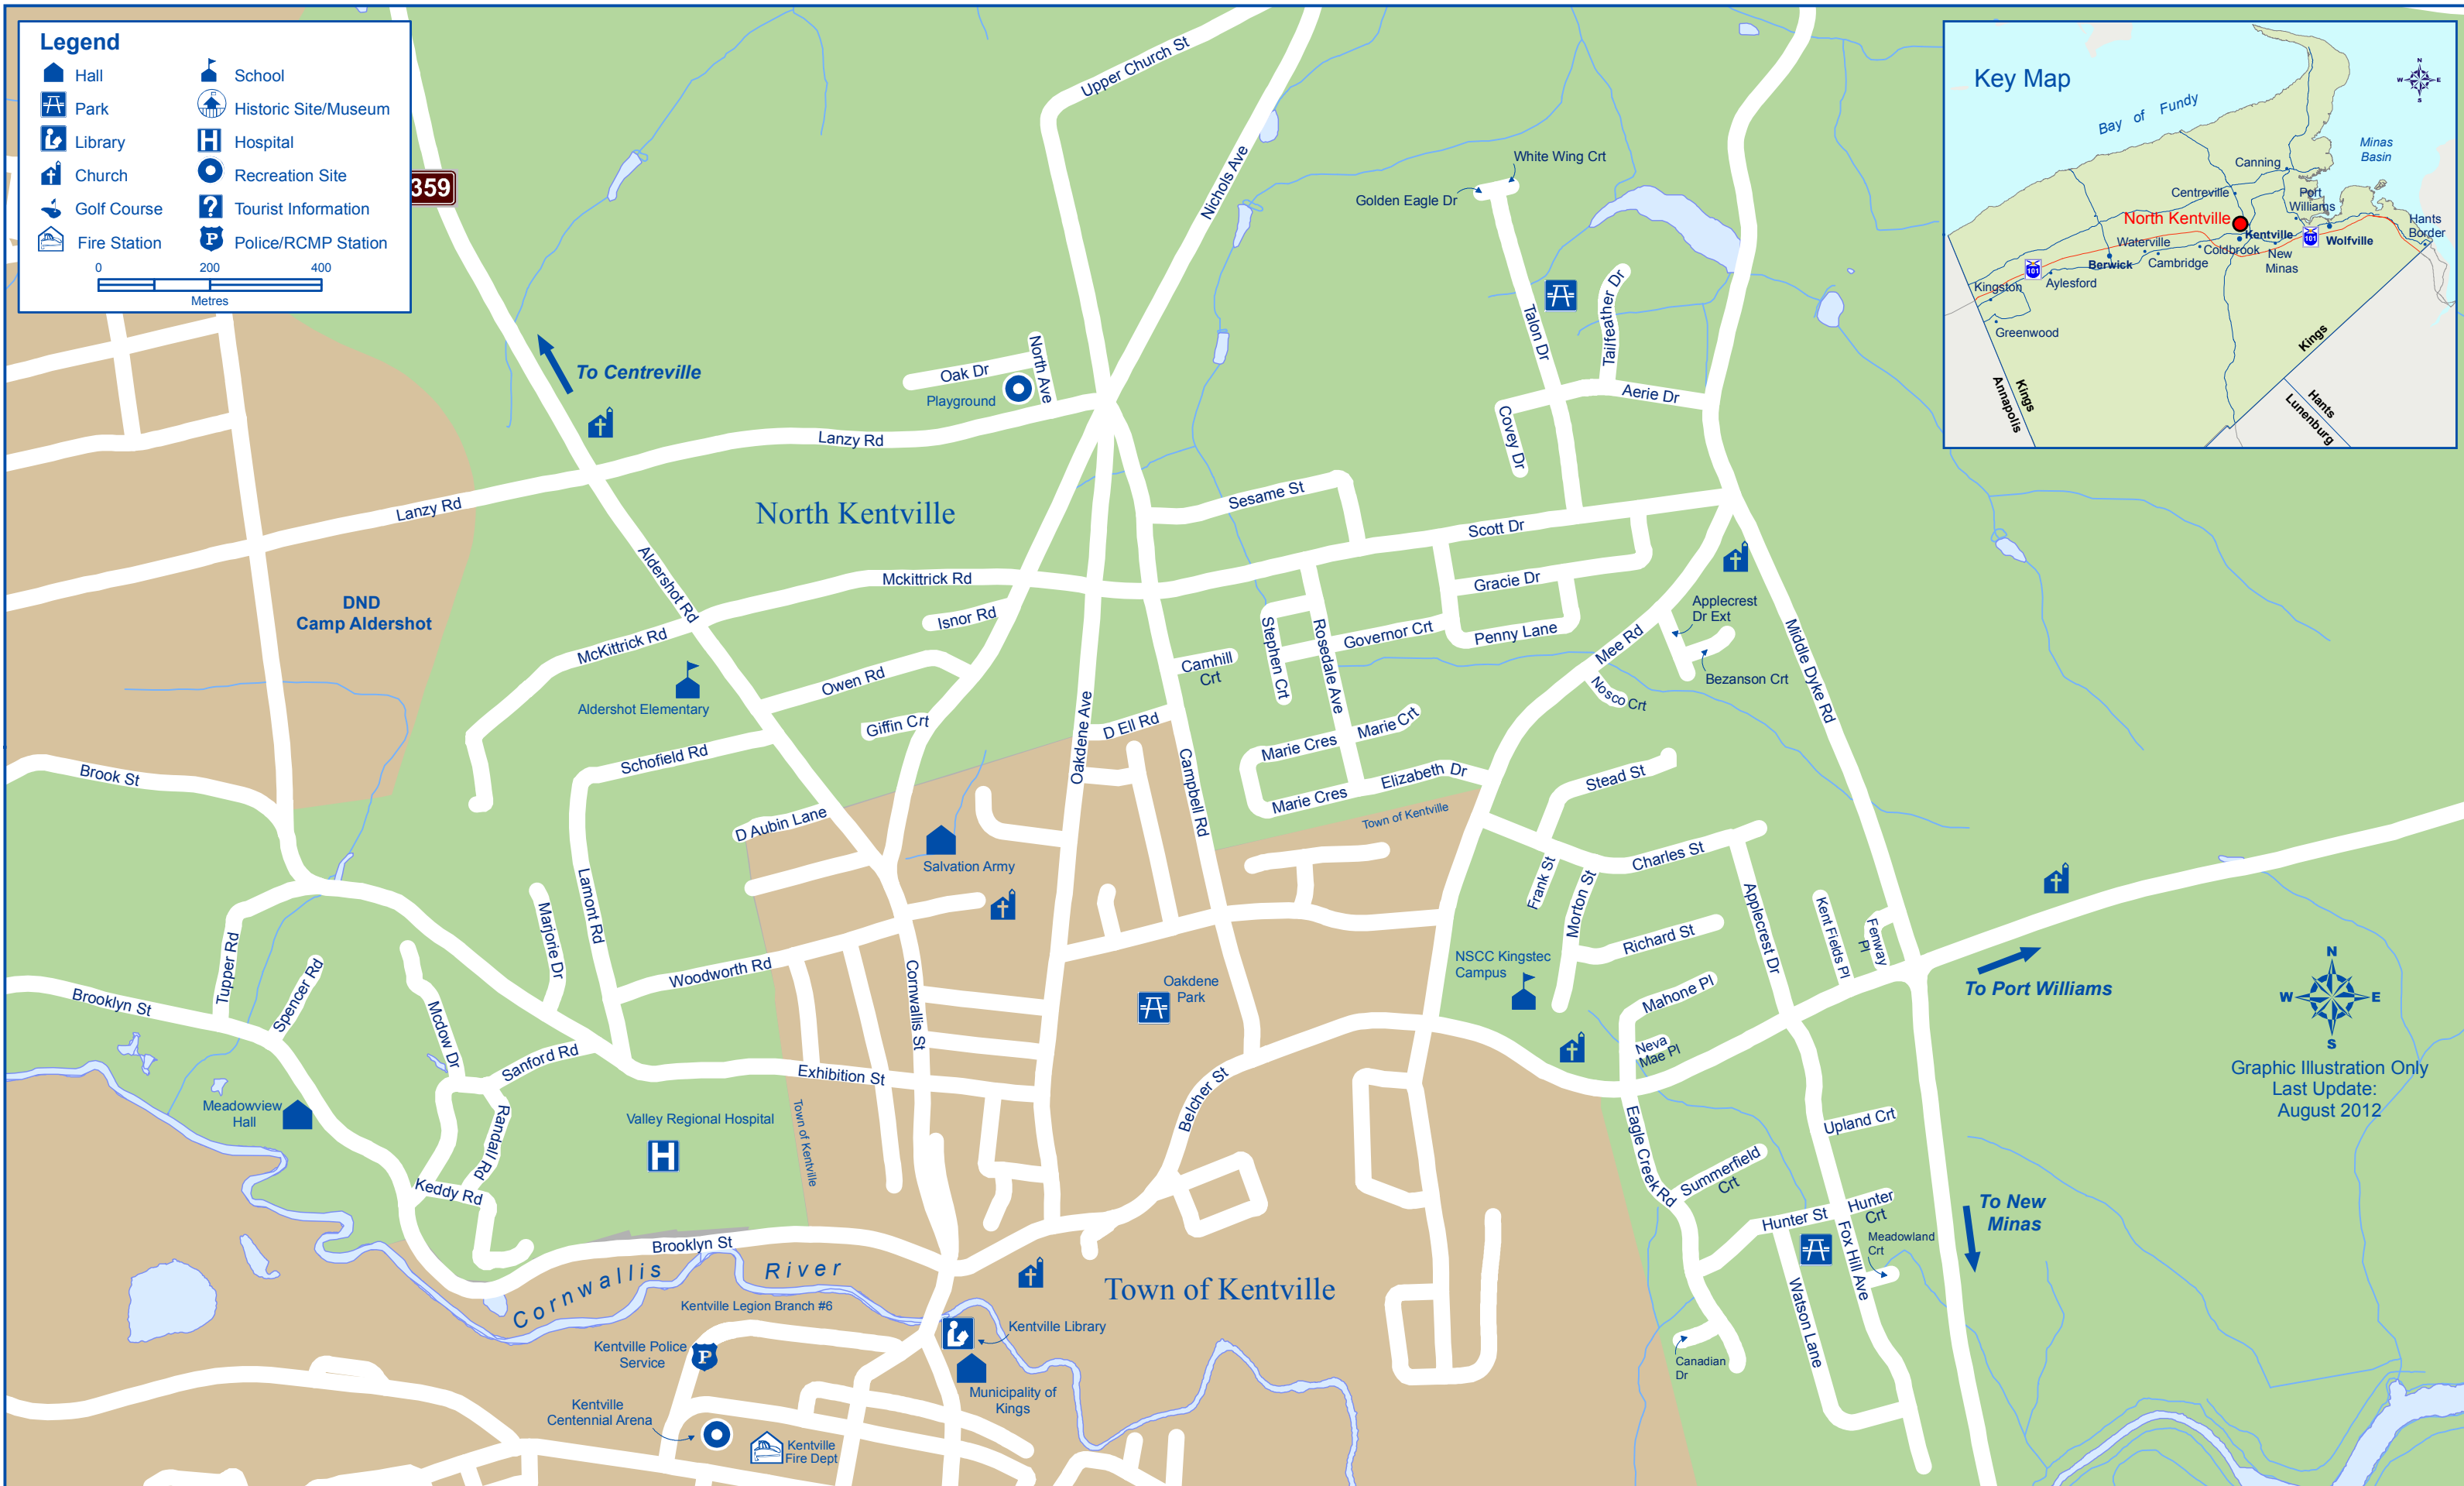 Legend
Hall
School
Park
Historic Site/Museum
Library
Hospital
Church
Recreation Site
Golf Course
Tourist Information
Fire Station
Police/RCMP Station
0 200 400
Metres
359
Key Map
Bay of Fundy
Minas
Basin
Canning
Centreville
Port
Williams
North Kentville
Kentville
Hants
Border
Wolfville
101
Waterville
Coldbrook
New
Minas
Berwick
Cambridge
101
Aylesford
Kingston
Greenwood
Kings
Kings
Annapolis
Hants
Lunenburg
N
W E
S
Upper Church St
Nichols Ave
White Wing Crt
Golden Eagle Dr
Talon Dr
Tailfeather Dr
Aerie Dr
Covey Dr
To Centreville
Oak Dr
North Ave
Playground
Lanzy Rd
Lanzy Rd
North Kentville
Sesame St
Scott Dr
DND
Camp Aldershot
Aldershot Rd
Mckittrick Rd
McKittrick Rd
Isnor Rd
Gracie Dr
Penny Lane
Governor Crt
Stephen Crt
Rosedale Ave
Camhill
Crt
Applecrest
Dr Ext
Bezanson Crt
Mee Rd
Nosco Crt
Middle Dyke Rd
Aldershot Elementary
Owen Rd
Giffin Crt
Schofield Rd
Oakdene Ave
D Ell Rd
Campbell Rd
Marie Cres
Marie Crt
Marie Cres
Elizabeth Dr
Town of Kentville
Brook St
D Aubin Lane
Salvation Army
Stead St
Frank St
Charles St
Morton St
Richard St
Applecrest Dr
Kent Fields Pl
Fenway
Pl
Lamont Rd
Marjorie Dr
Tupper Rd
Spencer Rd
Brooklyn St
Mcdow Dr
Sanford Rd
Randall Rd
Keddy Rd
Woodworth Rd
Cornwallis St
Oakdene
Park
NSCC Kingstec
Campus
Mahone Pl
Neva
Mae Pl
To Port Williams
N
W E
S
Graphic Illustration Only
Last Update:
August 2012
Exhibition St
Belcher St
Meadowview
Hall
Valley Regional Hospital
Town of Kentville
Eagle Creek Rd
Summerfield
Crt
Upland Crt
Hunter St
Hunter
Crt
Meadowland
Crt
Fox Hill Ave
Watson Lane
Canadian
Dr
To New
Minas
Brooklyn St
Cornwallis River
Town of Kentville
Kentville Legion Branch #6
Kentville Library
Kentville Police
Service
P
Municipality of
Kings
Kentville
Centennial Arena
Kentville
Fire Dept